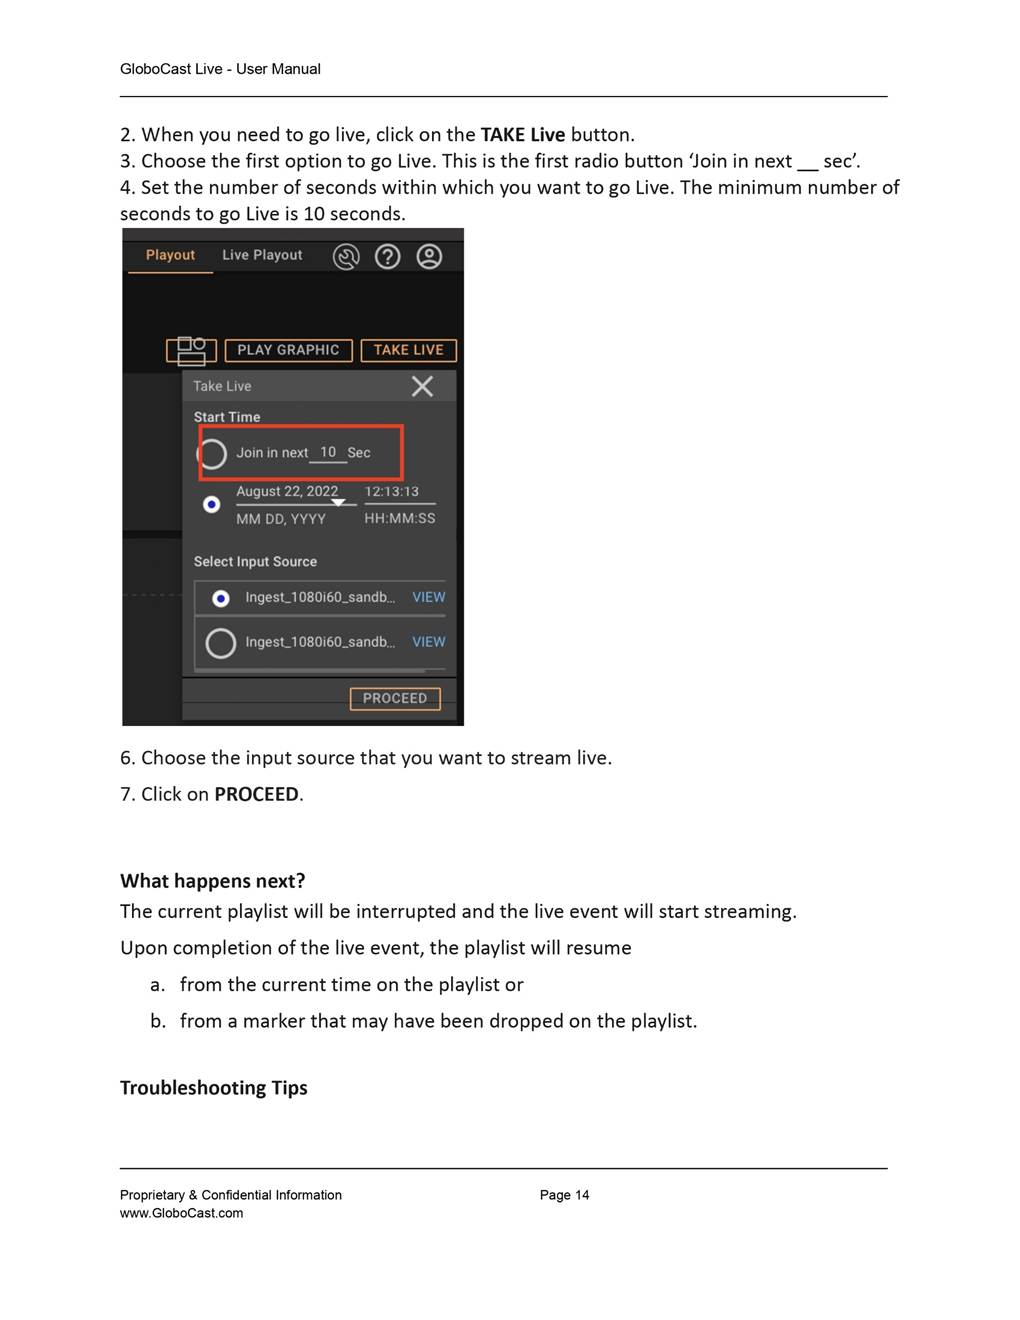 GloboCast Live - User Manual
2. When you need to go live, click on the TAKE Live button.
3. Choose the first option to go Live. This is the first radio button ‘Join in next __ sec’.
4. Set the number of seconds within which you want to go Live. The minimum number of
seconds to go Live is 10 seconds.
Playout Live Playout
PLAY GRAPHIC TAKE LIVE
Take Live
Start Time
Join in next 10 Sec
August 22, 2022 12:13:13
MM DD, YYYY HH:MM:SS
Select Input Source
Ingest_1080i60_sandb... VIEW
Ingest_1080i60_sandb... VIEW
PROCEED
6. Choose the input source that you want to stream live.
7. Click on PROCEED.
What happens next?
The current playlist will be interrupted and the live event will start streaming.
Upon completion of the live event, the playlist will resume
a. from the current time on the playlist or
b. from a marker that may have been dropped on the playlist.
Troubleshooting Tips
Proprietary & Confidential Information Page 14
www.GloboCast.com